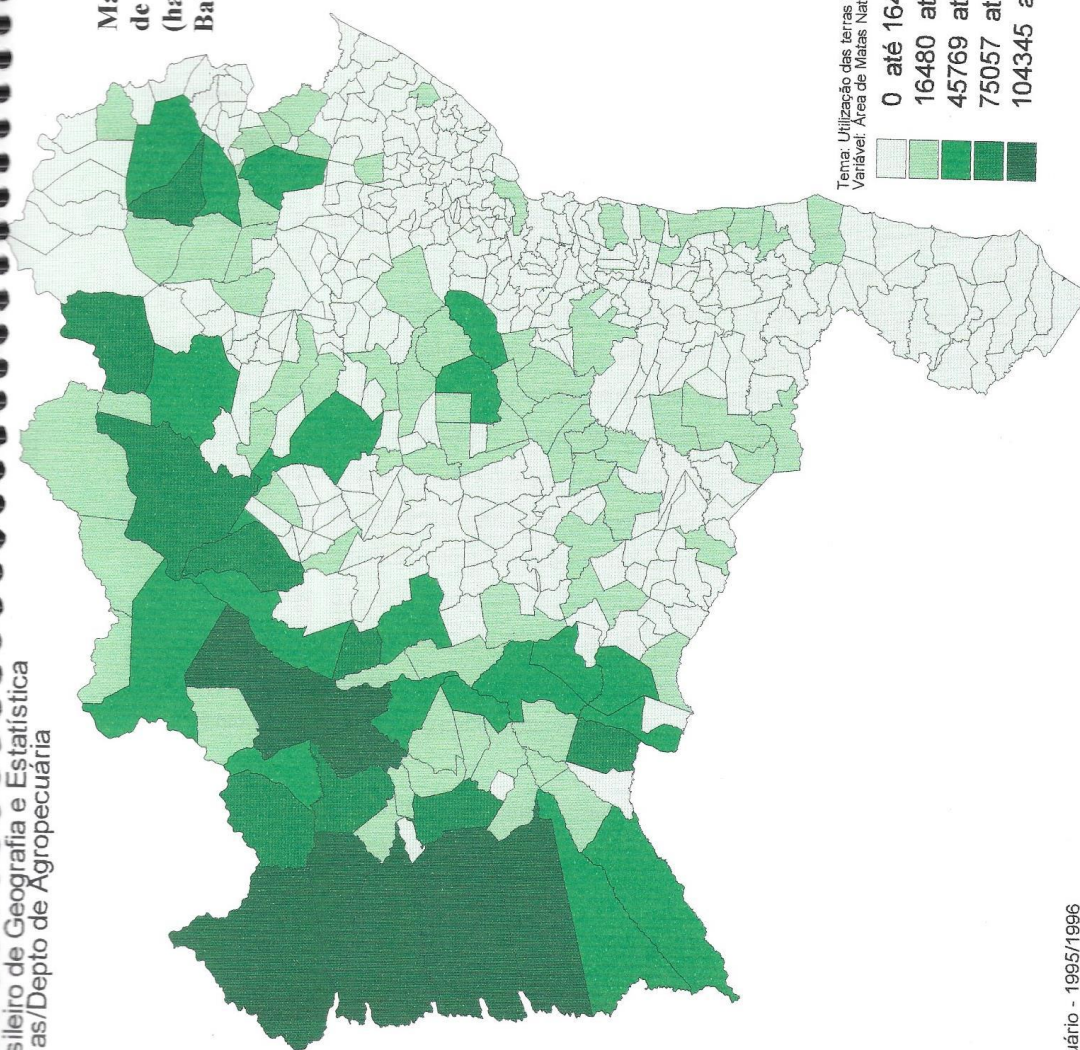 sileiro de Geografia e Estatística
as/Depto de Agropecuária
Ma
de
(ha
Ba
Tema: Utilização das terras
Variável: Área de Matas Nat
0 até 164
16480 at
45769 at
75057 at
104345 a
uário - 1995/1996